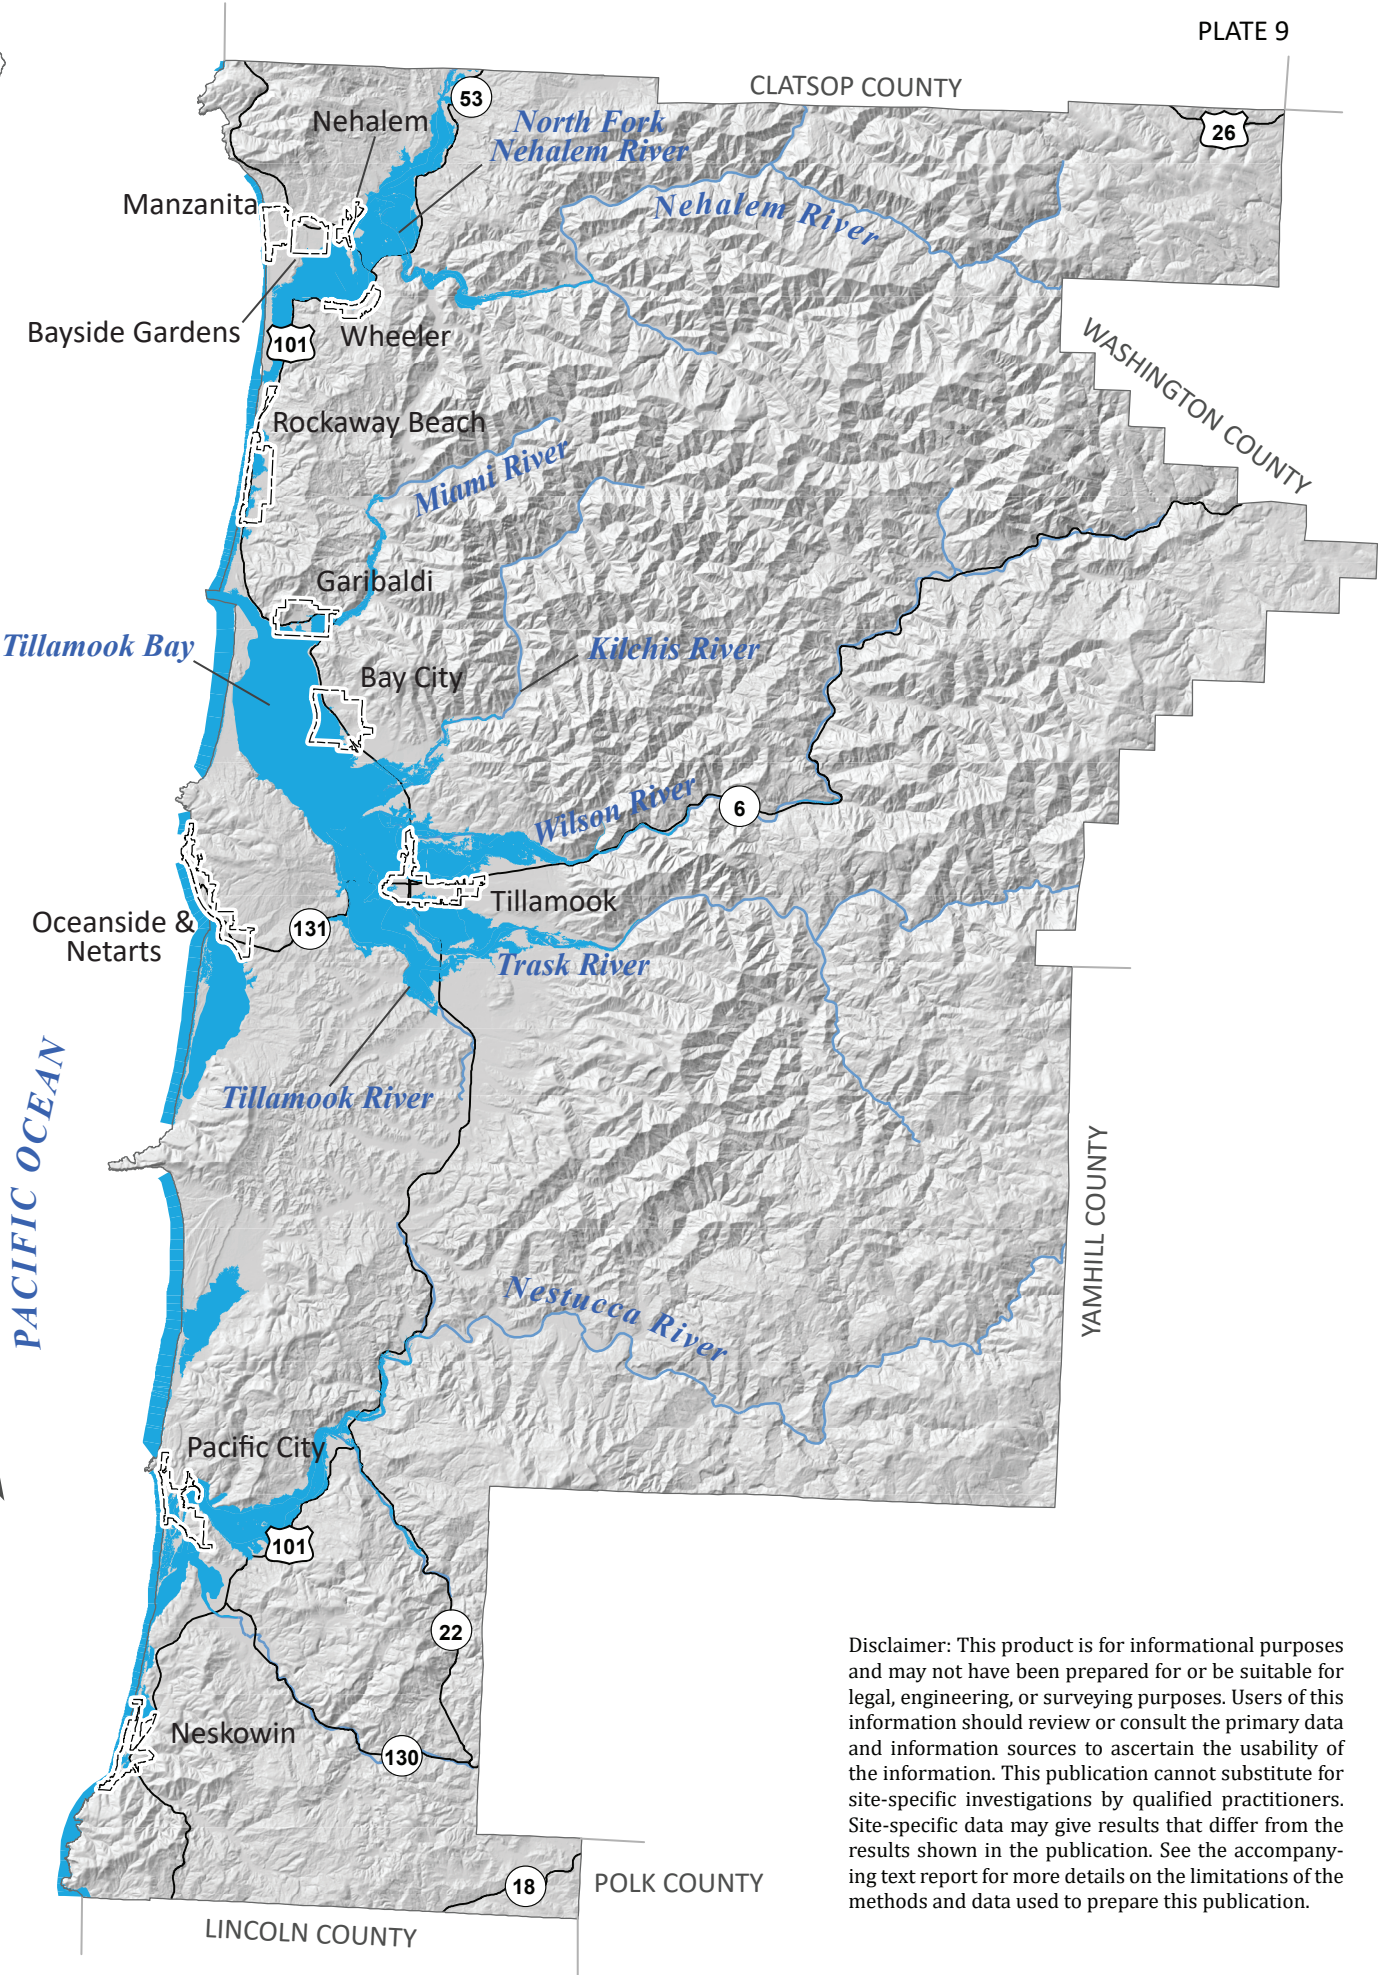 PLATE 9
CLATSOP COUNTY
53
26
Nehalem
North Fork
Nehalem River
Manzanita
Nehalem River
Bayside Gardens
101
Wheeler
WASHINGTON COUNTY
Rockaway Beach
Miami River
Garibaldi
Tillamook Bay
Kilchis River
Bay City
Wilson River
6
Oceanside &
Netarts
131
Tillamook
Trask River
PACIFIC OCEAN
Tillamook River
YAMHILL COUNTY
Nestucca River
Pacific City
101
22
Neskowin
130
18
POLK COUNTY
LINCOLN COUNTY
Disclaimer: This product is for informational purposes
and may not have been prepared for or be suitable for
legal, engineering, or surveying purposes. Users of this
information should review or consult the primary data
and information sources to ascertain the usability of
the information. This publication cannot substitute for
site-specific investigations by qualified practitioners.
Site-specific data may give results that differ from the
results shown in the publication. See the accompany-
ing text report for more details on the limitations of the
methods and data used to prepare this publication.